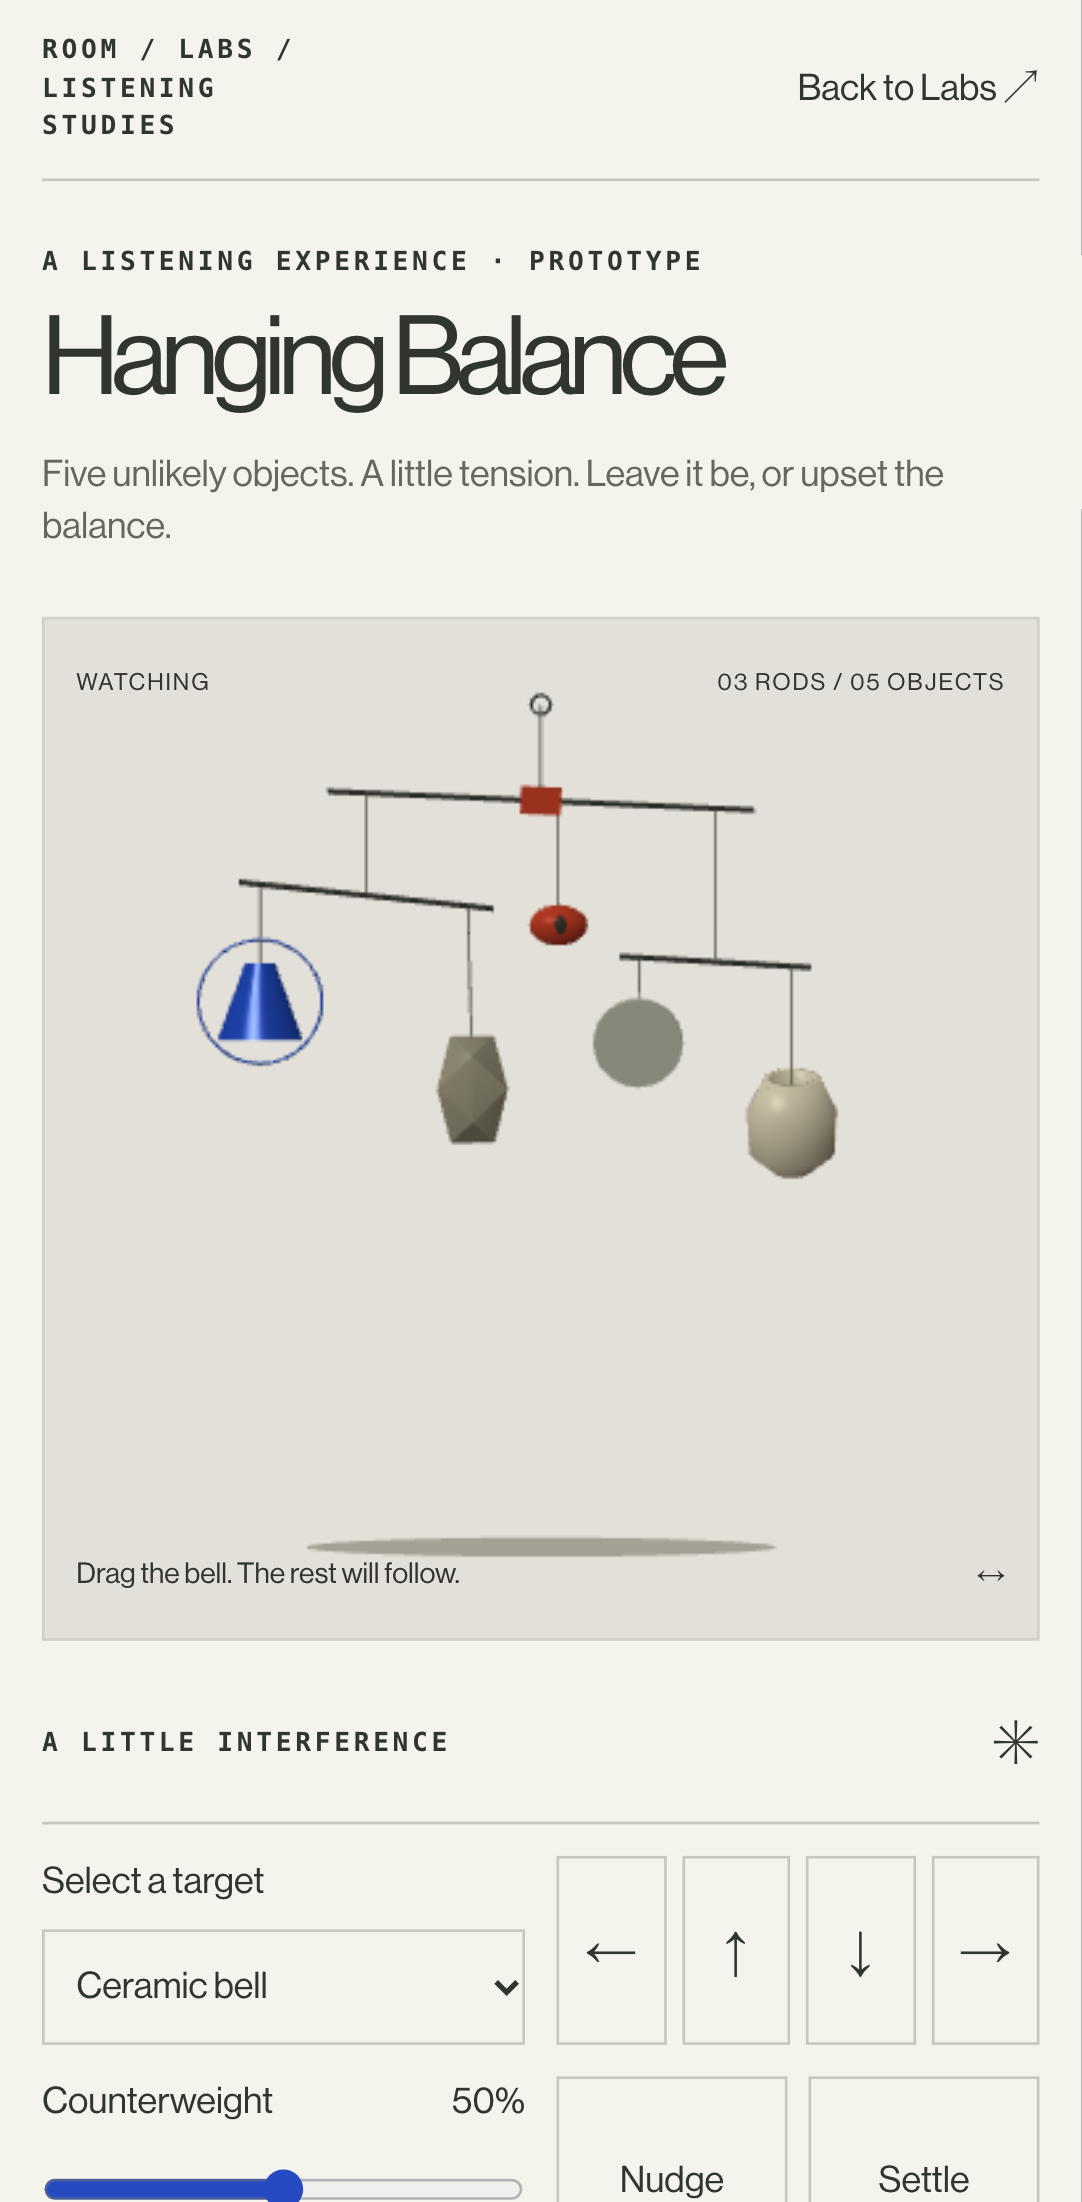 ROOM / LABS /
LISTENING
STUDIES
Back to Labs ↗
A LISTENING EXPERIENCE · PROTOTYPE
Hanging Balance
Five unlikely objects. A little tension. Leave it be, or upset the
balance.
WATCHING
03 RODS / 05 OBJECTS
Drag the bell. The rest will follow.
↔
A LITTLE INTERFERENCE
Select a target
← ↑ ↓ →
Ceramic bell
Counterweight 50%
Nudge
Settle